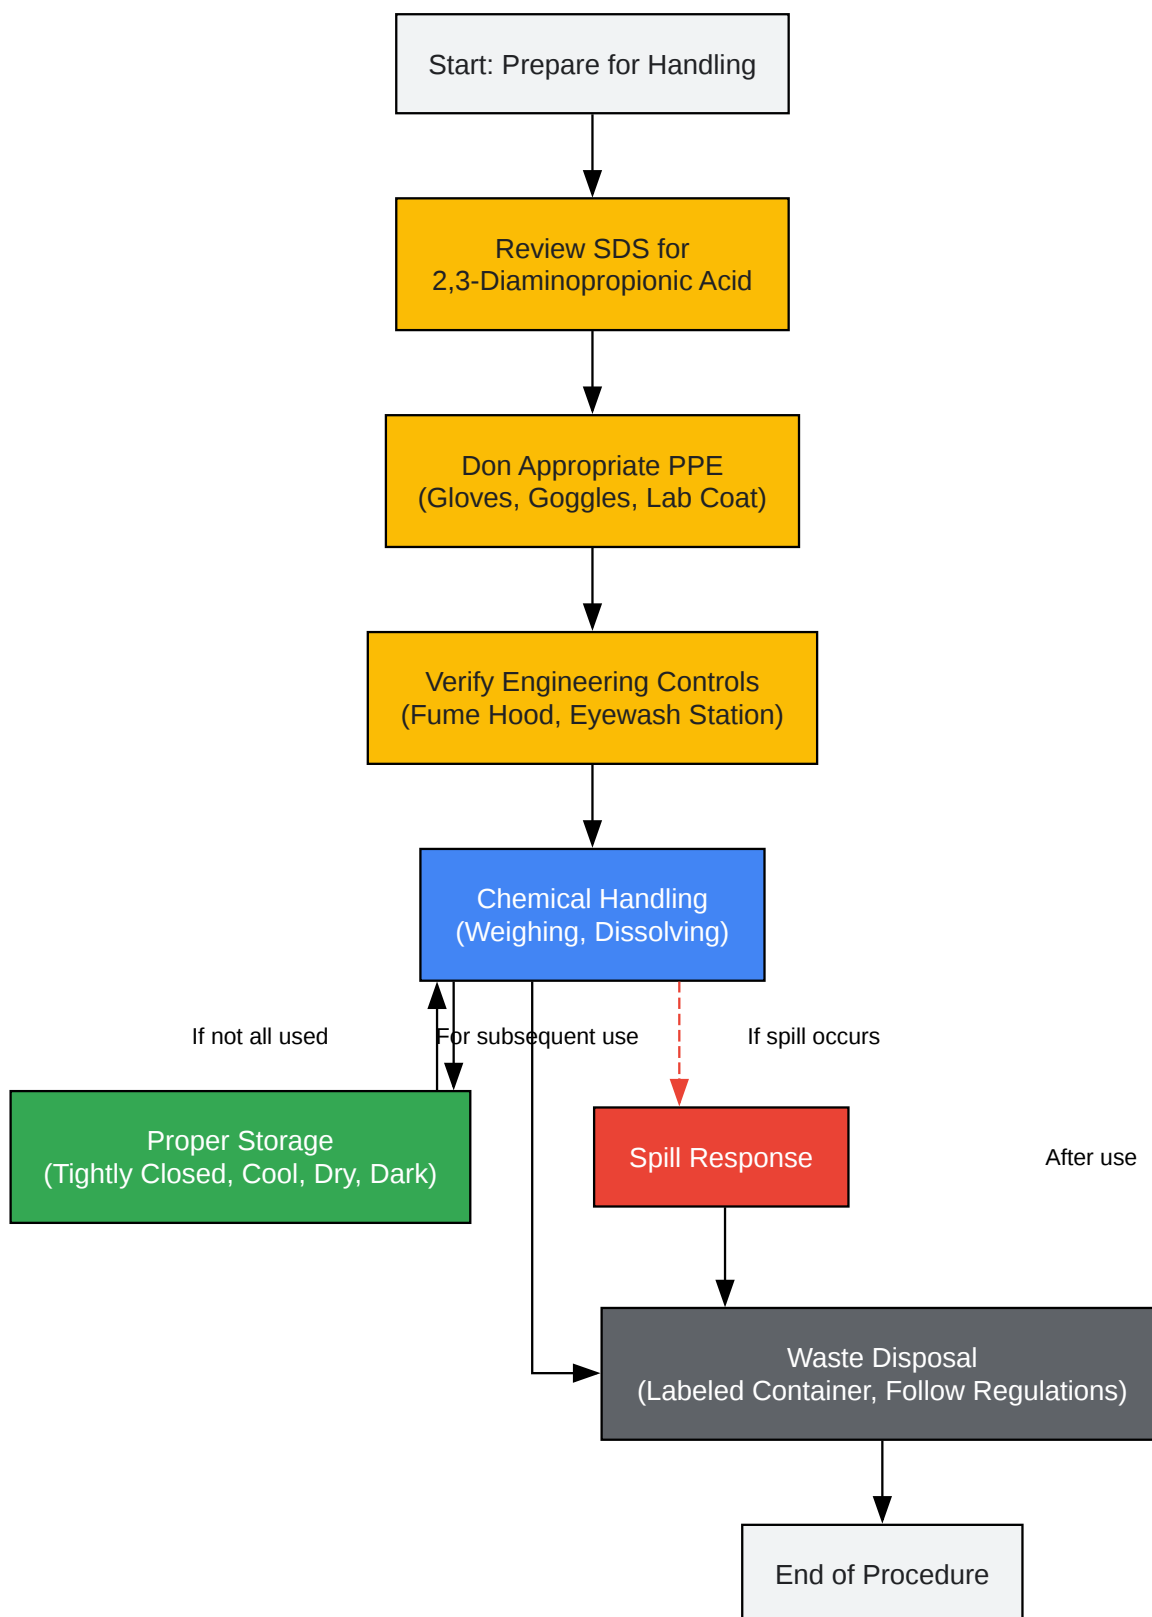 Start: Prepare for Handling
Review SDS for
2,3-Diaminopropionic Acid
Don Appropriate PPE
(Gloves, Goggles, Lab Coat)
Verify Engineering Controls
(Fume Hood, Eyewash Station)
Chemical Handling
(Weighing, Dissolving)
If not all used
For subsequent use
If spill occurs
Proper Storage
(Tightly Closed, Cool, Dry, Dark)
Spill Response
After use
Waste Disposal
(Labeled Container, Follow Regulations)
End of Procedure